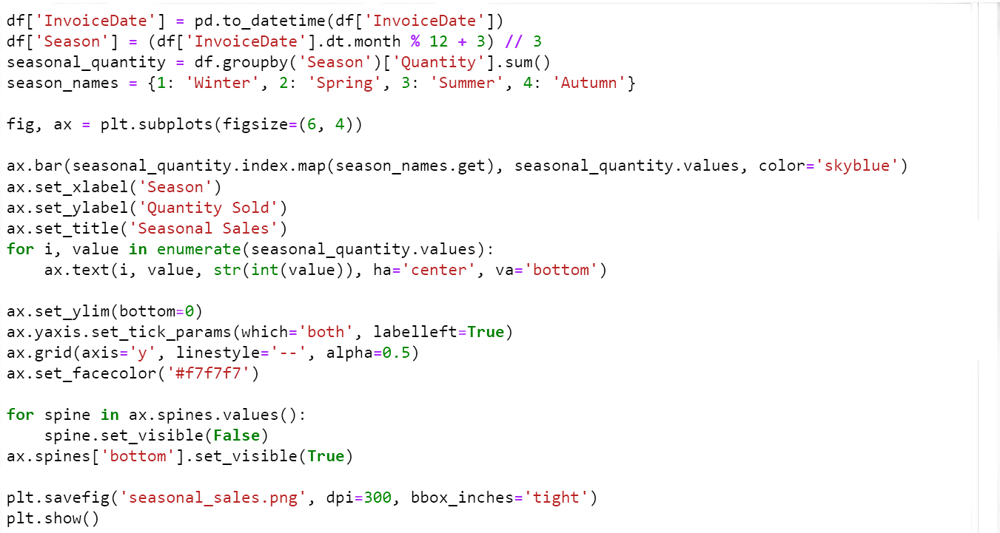 df['InvoiceDate'] = pd.to_datetime(df['InvoiceDate'])
df['Season'] = (df['InvoiceDate'].dt.month % 12 + 3) // 3
seasonal_quantity = df.groupby('Season')['Quantity'].sum()
season_names = {1: 'Winter', 2: 'Spring', 3: 'Summer', 4: 'Autumn'}

fig, ax = plt.subplots(figsize=(6, 4))

ax.bar(seasonal_quantity.index.map(season_names.get), seasonal_quantity.values, color='skyblue')
ax.set_xlabel('Season')
ax.set_ylabel('Quantity Sold')
ax.set_title('Seasonal Sales')
for i, value in enumerate(seasonal_quantity.values):
    ax.text(i, value, str(int(value)), ha='center', va='bottom')

ax.set_ylim(bottom=0)
ax.yaxis.set_tick_params(which='both', labelleft=True)
ax.grid(axis='y', linestyle='--', alpha=0.5)
ax.set_facecolor('#f7f7f7')

for spine in ax.spines.values():
    spine.set_visible(False)
ax.spines['bottom'].set_visible(True)

plt.savefig('seasonal_sales.png', dpi=300, bbox_inches='tight')
plt.show()